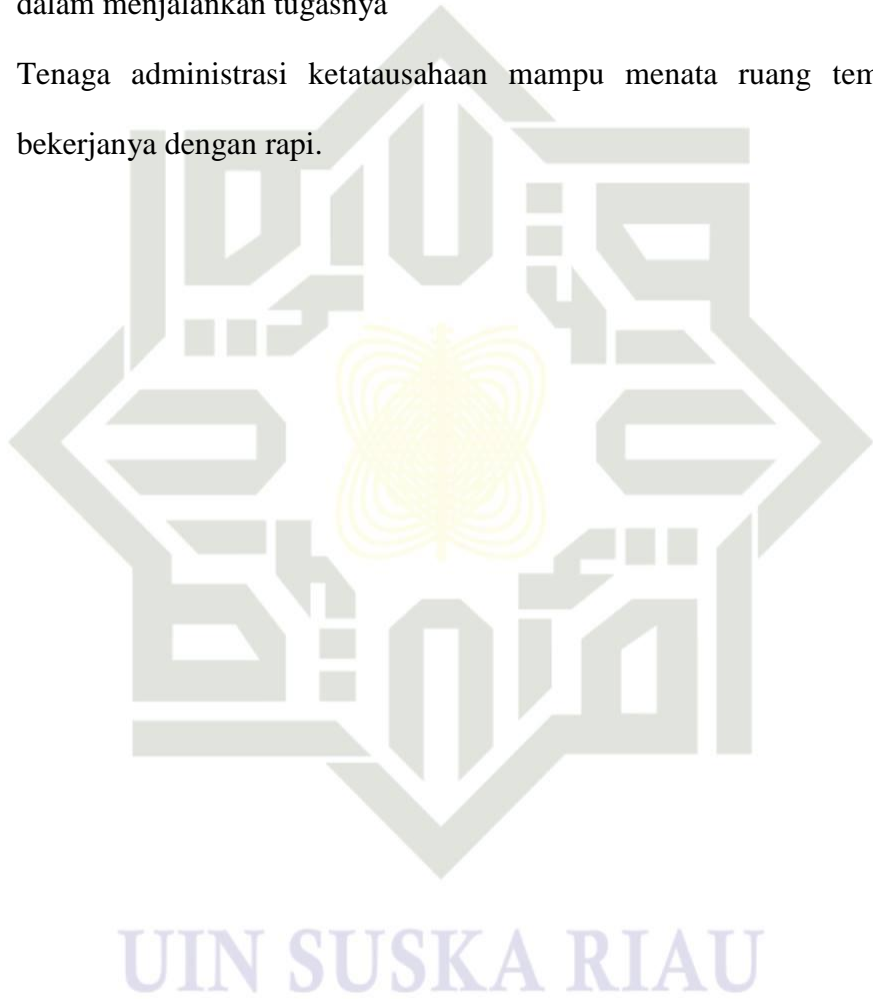 dalam menjalankan tugasnya
Tenaga administrasi ketatausahaan mampu menata ruang tem
bekerjanya dengan rapi.
UIN SUSKA RIAU